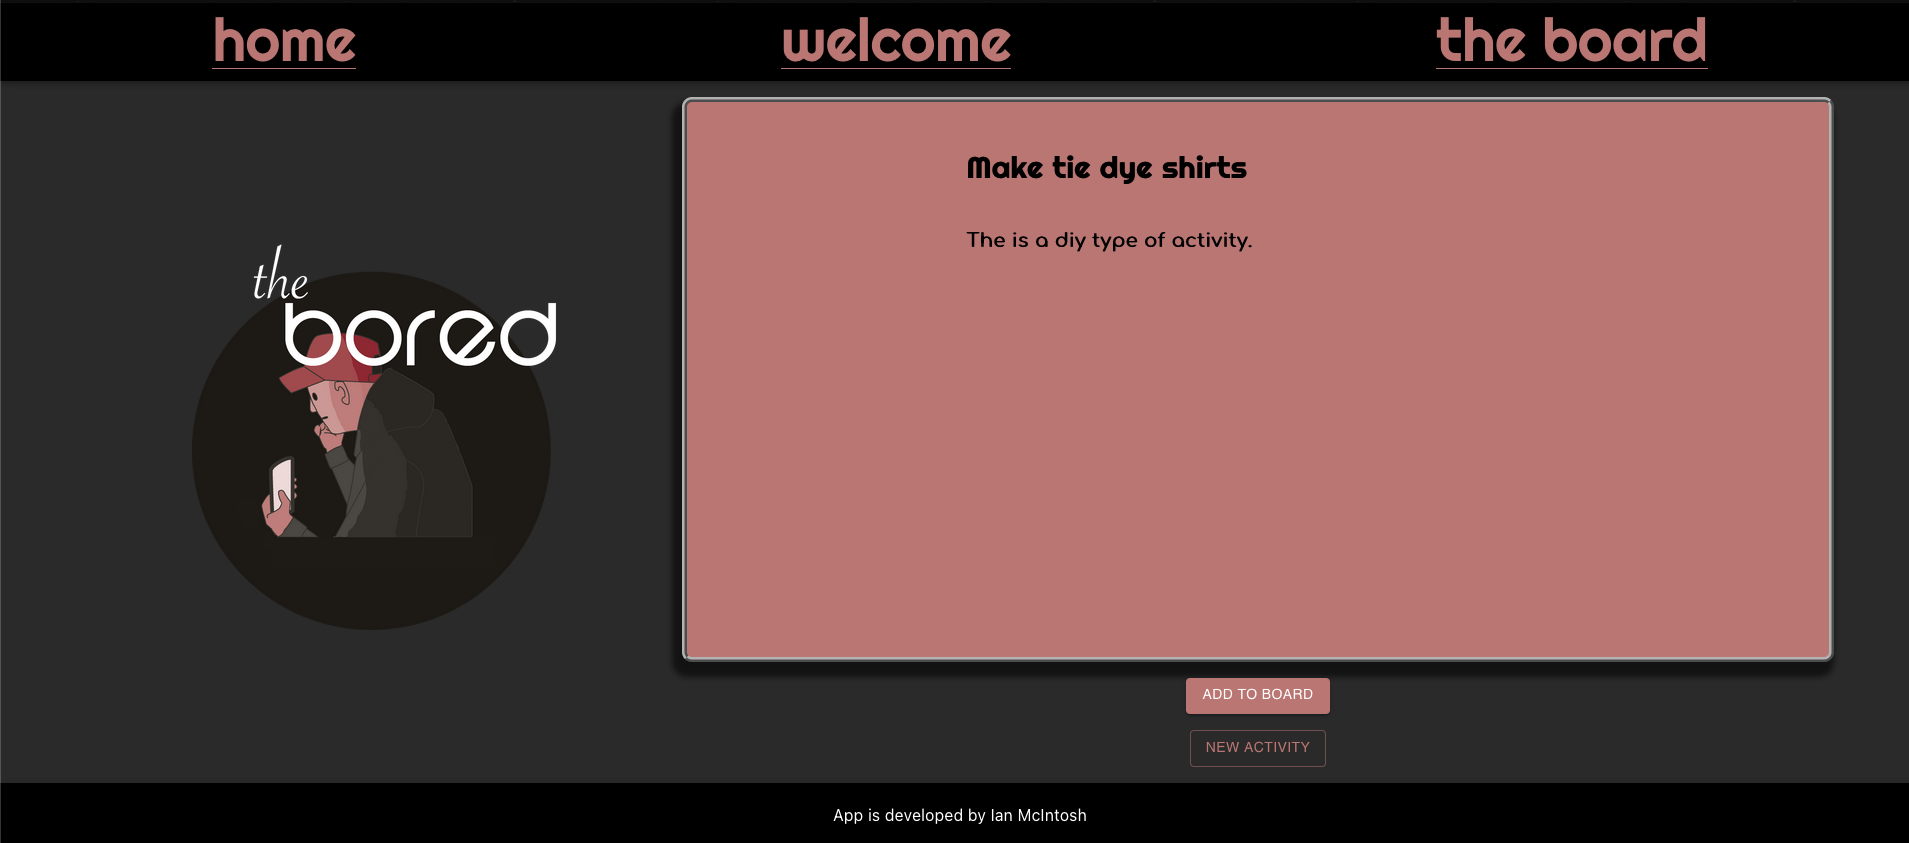 home welcome the board
the
bored
Make tie dye shirts
The is a diy type of activity.
ADD TO BOARD
NEW ACTIVITY
App is developed by Ian McIntosh